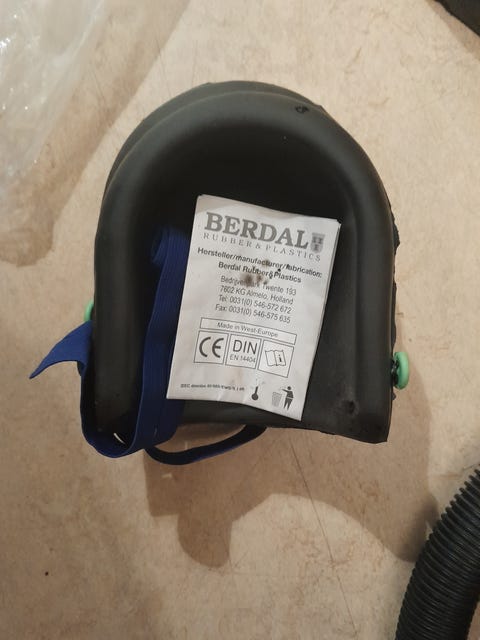 BERDAL
RUBBER & PLASTICS
Hersteller/manufacturer/fabrication:
Berdal Rubber&Plastics
Twente 193
7602 KG Almelo, Holland
Tel: 0031(0) 546-572 672
Fax: 0031(0) 546-575 635
Made in West-Europe
CE
DIN
EN 14404